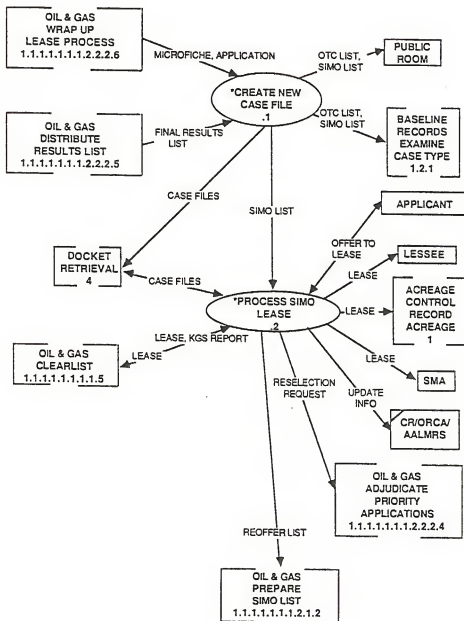 OIL & GAS
WRAP UP
LEASE PROCESS
1.1.1.1.1.1.1.2.2.2.6
MICROFICHE, APPLICATION
OTC LIST,
SIMO LIST
PUBLIC
ROOM
*CREATE NEW
CASE FILE
.1
OIL & GAS
DISTRIBUTE
RESULTS LIST
1.1.1.1.1.1.1.2.2.2.5
FINAL RESULTS
LIST
OTC LIST,
SIMO LIST
BASELINE
RECORDS
EXAMINE
CASE TYPE
1.2.1
CASE FILES
SIMO LIST
APPLICANT
OFFER TO
LEASE
LESSEE
LEASE
DOCKET
RETRIEVAL
4
CASE FILES
*PROCESS SIMO
LEASE
.2
LEASE
ACREAGE
CONTROL
RECORD
ACREAGE
1
LEASE, KGS REPORT
OIL & GAS
CLEARLIST
1.1.1.1.1.1.1.1.5
LEASE
LEASE
SMA
RESELECTION
REQUEST
UPDATE
INFO
CR/ORCA/
AALMRS
OIL & GAS
ADJUDICATE
PRIORITY
APPLICATIONS
1.1.1.1.1.1.1.2.2.2.4
REOFFER LIST
OIL & GAS
PREPARE
SIMO LIST
1.1.1.1.1.1.1.2.1.2